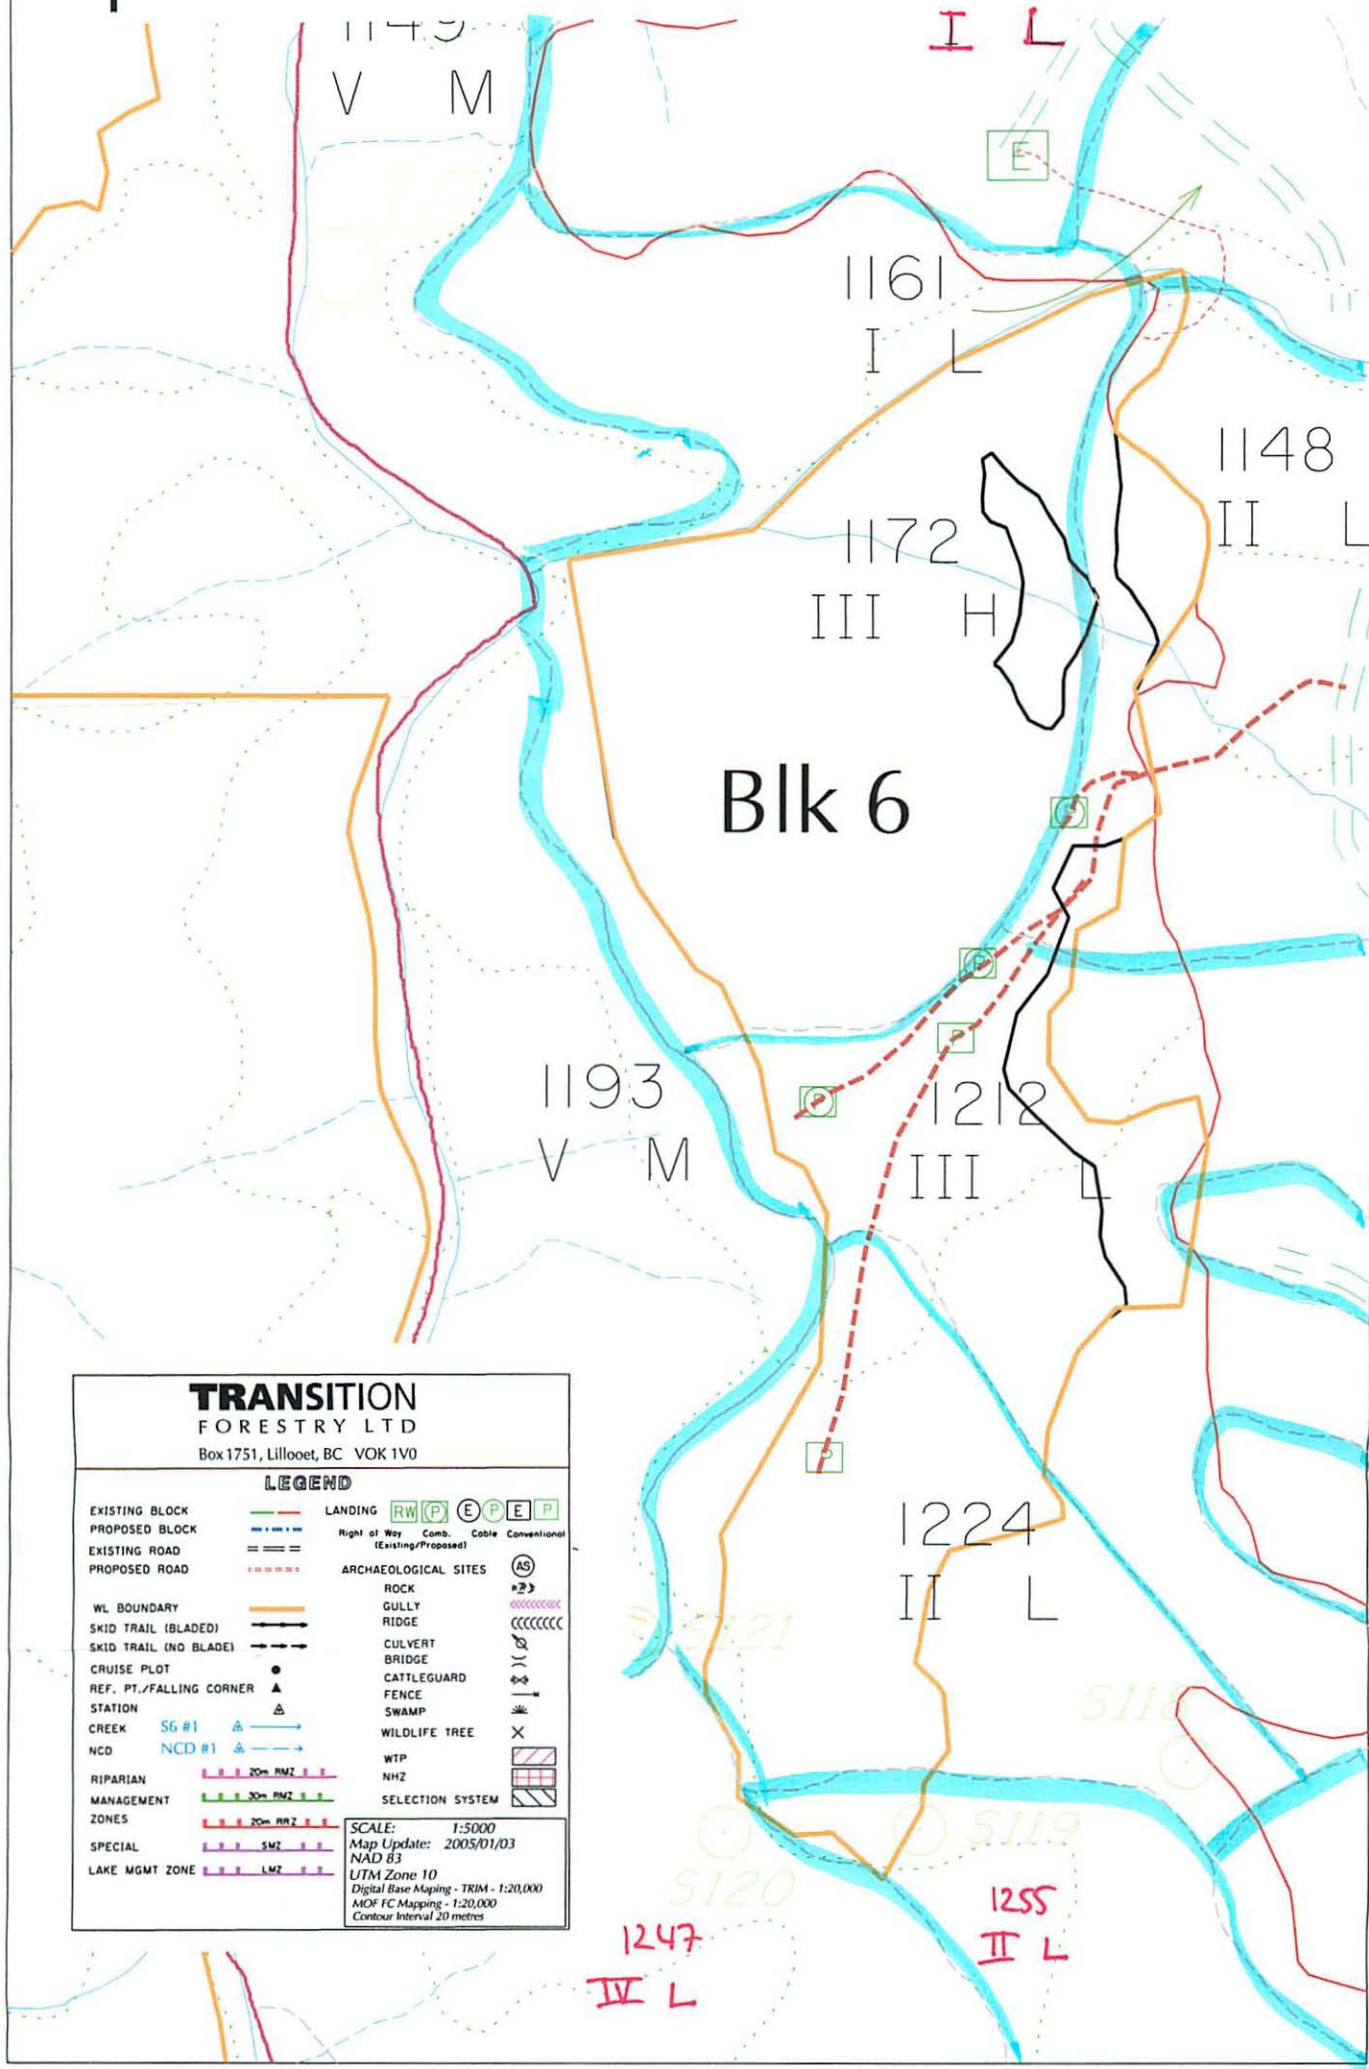 1149
V M
I L
E
1161
I L
1148
II L
1172
III H
Blk 6
P
P
P
1193
V M
1212
III L
P
TRANSITION
FORESTRY LTD
Box 1751, Lillooet, BC VOK 1V0
LEGEND
EXISTING BLOCK
PROPOSED BLOCK
EXISTING ROAD
PROPOSED ROAD
WL BOUNDARY
SKID TRAIL (BLADED)
SKID TRAIL (NO BLADE)
CRUISE PLOT
REF. PT./FALLING CORNER
STATION
CREEK S6 #1
NCD NCD #1
RIPARIAN 20m RMZ
MANAGEMENT 30m RMZ
ZONES 20m RRZ
SPECIAL SMZ
LAKE MGMT ZONE LMZ
LANDING RW P E P E P
Right of Way Comb. Cable Conventional
(Existing/Proposed)
ARCHAEOLOGICAL SITES AS
ROCK
GULLY
RIDGE
CULVERT
BRIDGE
CATTLEGUARD
FENCE
SWAMP
WILDLIFE TREE
WTP
NHZ
SELECTION SYSTEM
SCALE: 1:5000
Map Update: 2005/01/03
NAD 83
UTM Zone 10
Digital Base Maping - TRIM - 1:20,000
MOF FC Mapping - 1:20,000
Contour Interval 20 metres
1224
II L
S121
S118
S119
S120
1255
II L
1247
IV L